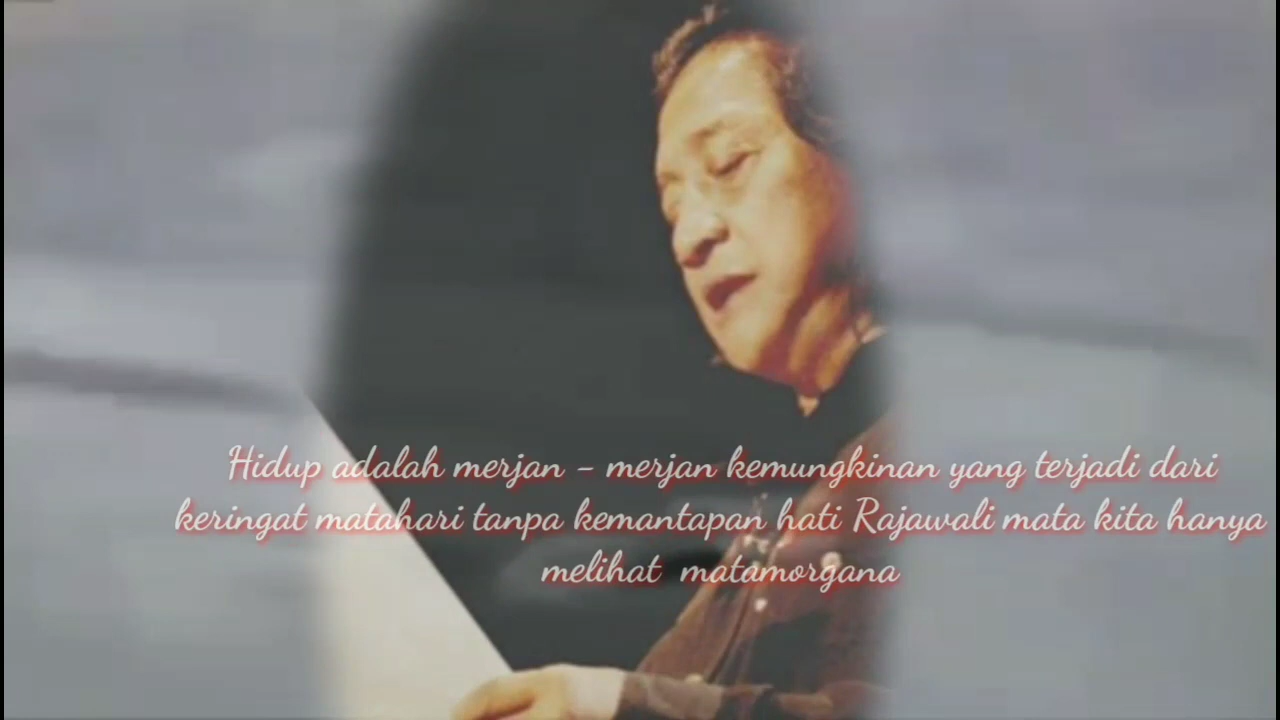 Hidup adalah merjan - merjan kemungkinan yang terjadi dari
keringat matahari tanpa kemantapan hati Rajawali mata kita hanya
melihat matamorgana